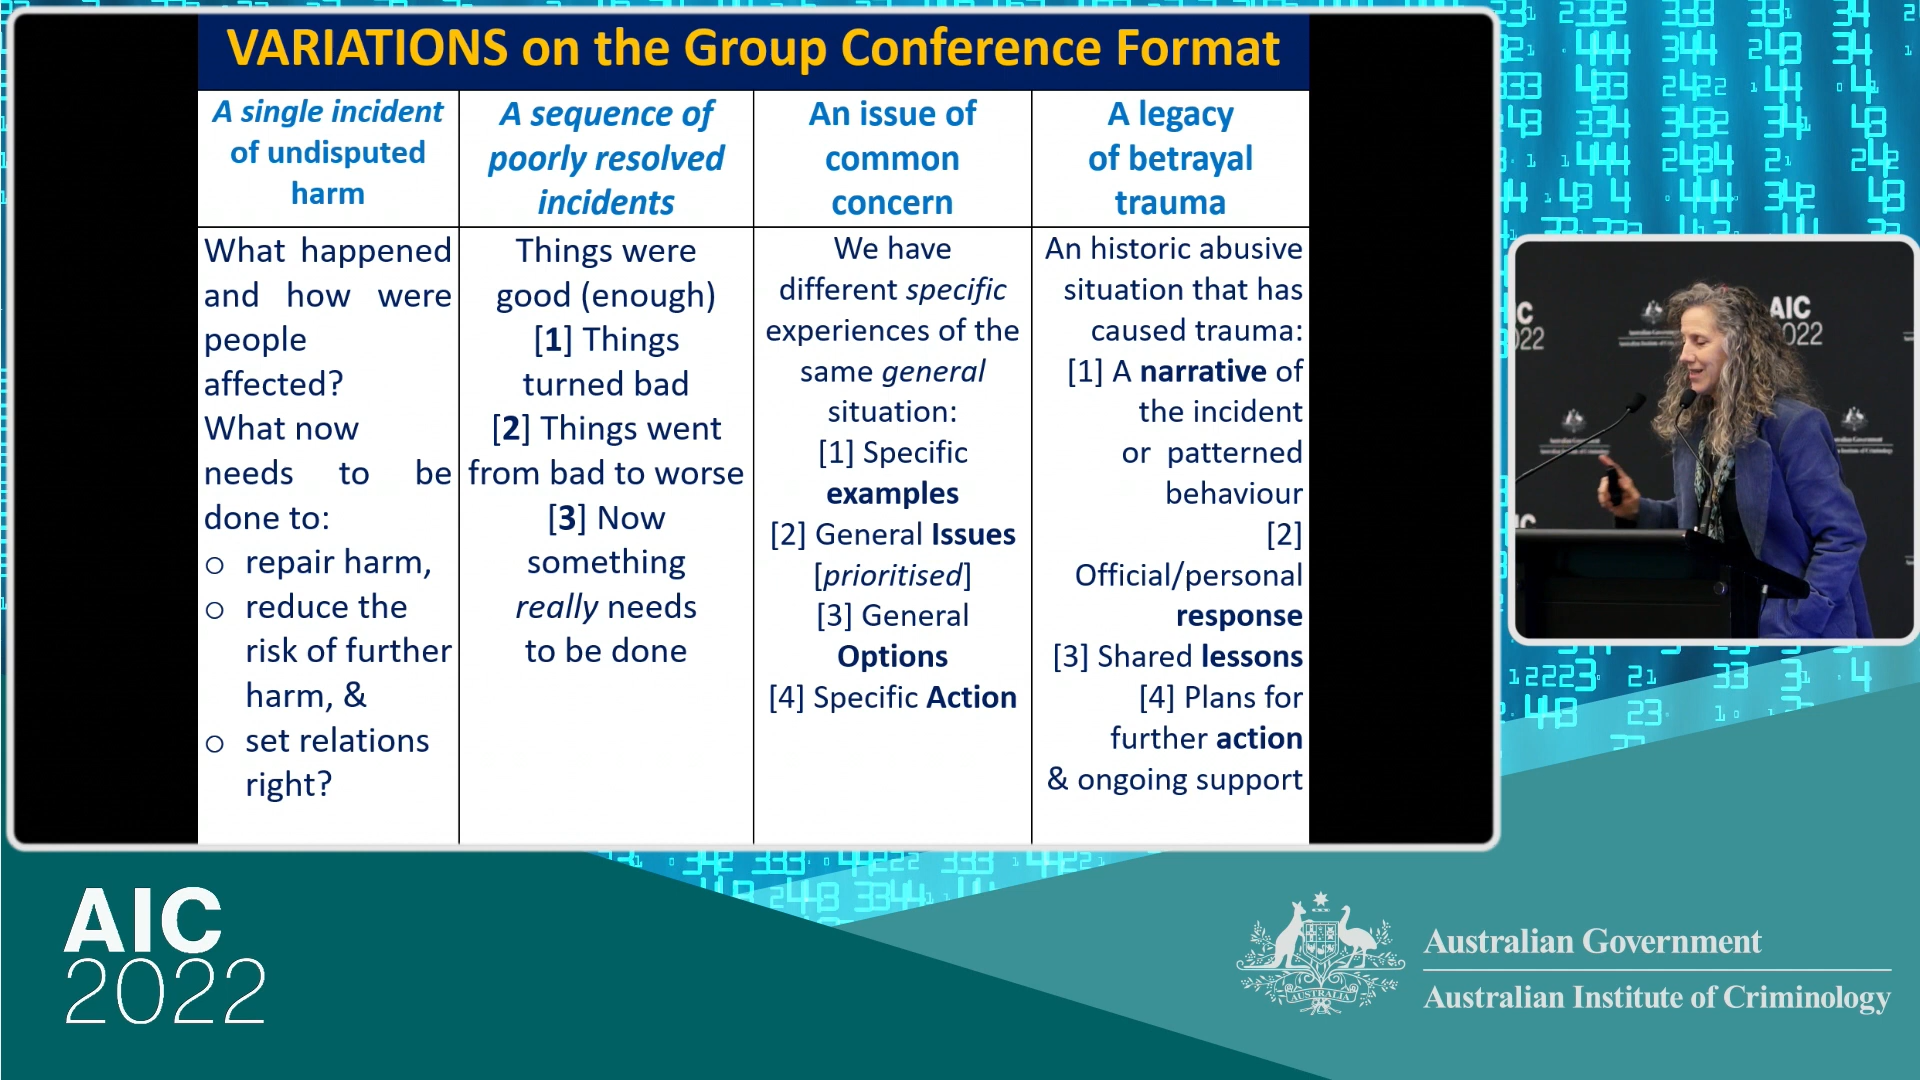 VARIATIONS on the Group Conference Format
A single incident
of undisputed
harm
A sequence of
poorly resolved
incidents
An issue of
common
concern
A legacy
of betrayal
trauma
What happened
and how were
people
affected?
What now
needs to be
done to:
o repair harm,
o reduce the
risk of further
harm, &
o set relations
right?
Things were
good (enough)
[1] Things
turned bad
[2] Things went
from bad to worse
[3] Now
something
really needs
to be done
We have
different specific
experiences of the
same general
situation:
[1] Specific
examples
[2] General Issues
[prioritised]
[3] General
Options
[4] Specific Action
An historic abusive
situation that has
caused trauma:
[1] A narrative of
the incident
or patterned
behaviour
[2]
Official/personal
response
[3] Shared lessons
[4] Plans for
further action
& ongoing support
AIC
2022
AIC
2022
AUSTRALIA
Australian Government
Australian Institute of Criminology